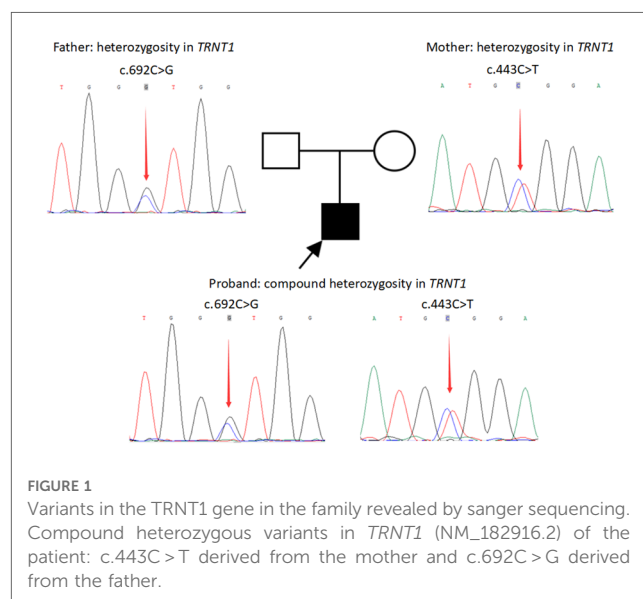 Father: heterozygosity in TRNT1
c.692C>G
T G G T G G
Mother: heterozygosity in TRNT1
c.443C>T
A T G C G G A
Proband: compound heterozygosity in TRNT1
c.692C>G
T G G T G G
c.443C>T
A T G C G G A
FIGURE 1
Variants in the TRNT1 gene in the family revealed by sanger sequencing.
Compound heterozygous variants in TRNT1 (NM_182916.2) of
the patient: c.443C > T derived from the mother and c.692C > G derived
from the father.